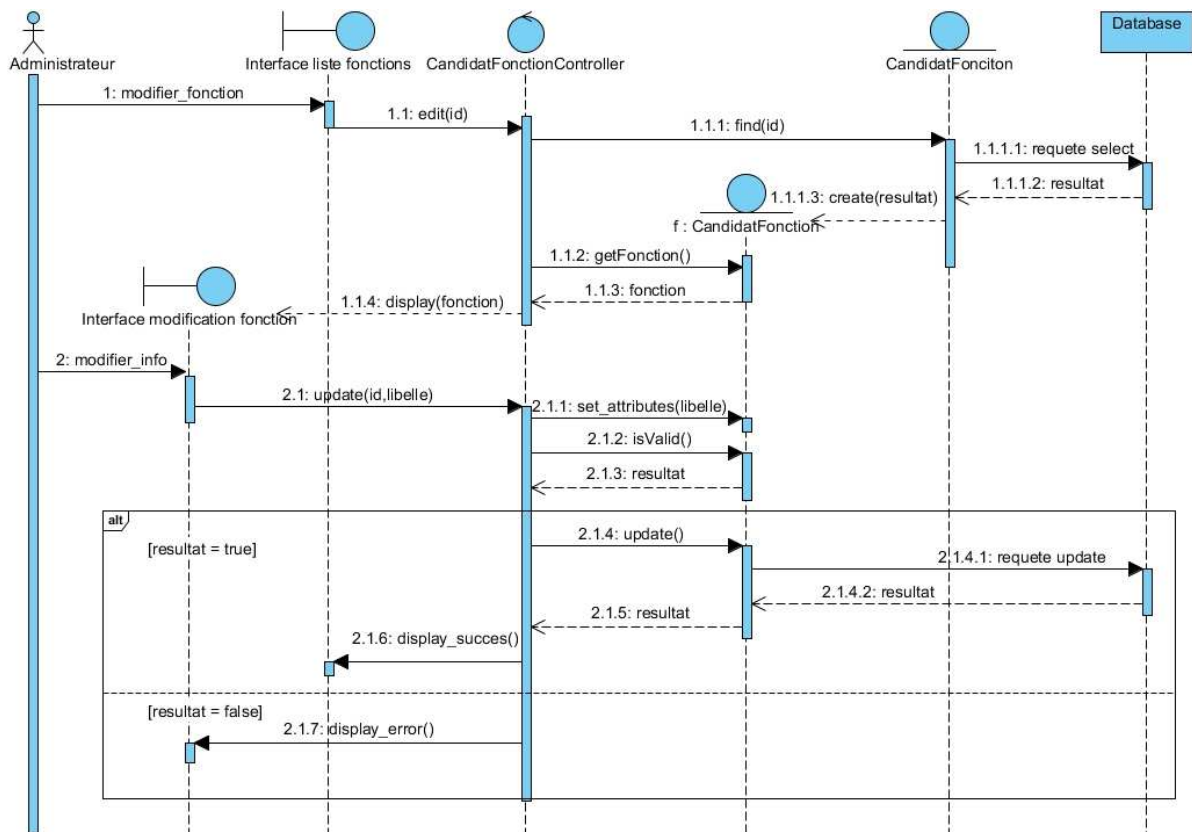 Database
Administrateur
Interface liste fonctions
CandidatFonctionController
CandidatFonciton
1: modifier_fonction
1.1: edit(id)
1.1.1: find(id)
1.1.1.1: requete select
1.1.1.2: resultat
1.1.1.3: create(resultat)
f : CandidatFonction
1.1.2: getFonction()
1.1.3: fonction
1.1.4: display(fonction)
Interface modification fonction
2: modifier_info
2.1: update(id,libelle)
2.1.1: set_attributes(libelle)
2.1.2: isValid()
2.1.3: resultat
alt
[resultat = true]
2.1.4: update()
2.1.4.1: requete update
2.1.4.2: resultat
2.1.5: resultat
2.1.6: display_succes()
[resultat = false]
2.1.7: display_error()